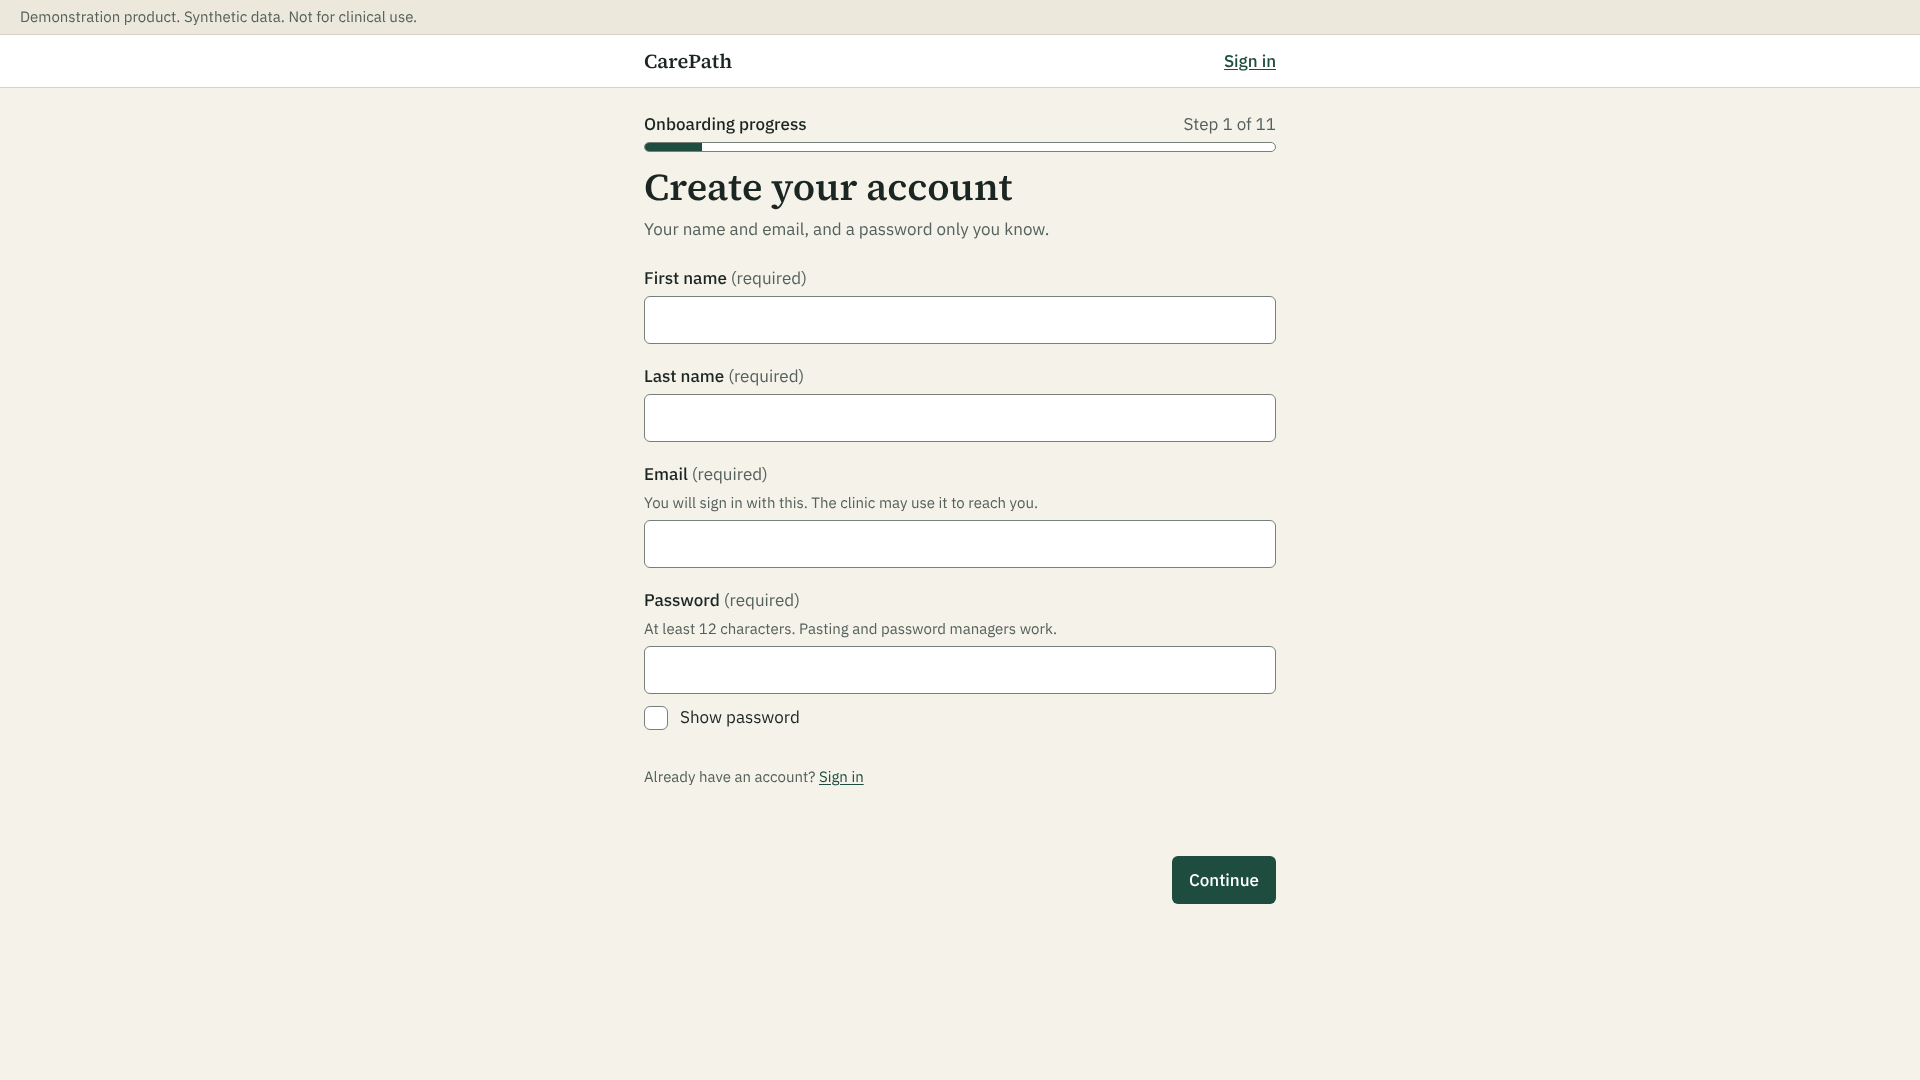 Demonstration product. Synthetic data. Not for clinical use.
CarePath
Sign in
Onboarding progress
Step 1 of 11
Create your account
Your name and email, and a password only you know.
First name (required)
Last name (required)
Email (required)
You will sign in with this. The clinic may use it to reach you.
Password (required)
At least 12 characters. Pasting and password managers work.
Show password
Already have an account? Sign in
Continue